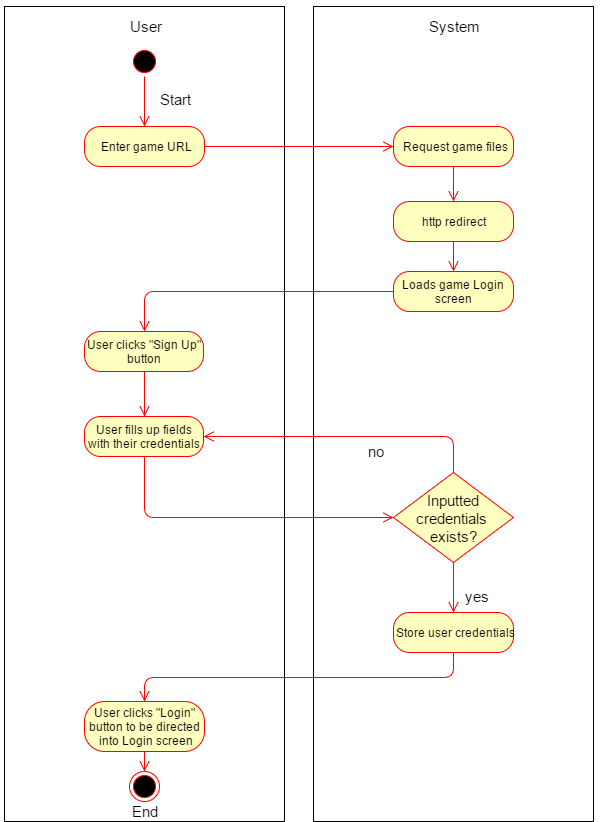 User
System
Start
Enter game URL
Request game files
http redirect
Loads game Login
screen
User clicks "Sign Up"
button
User fills up fields
with their credentials
no
Inputted
credentials
exists?
yes
Store user credentials
User clicks "Login"
button to be directed
into Login screen
End